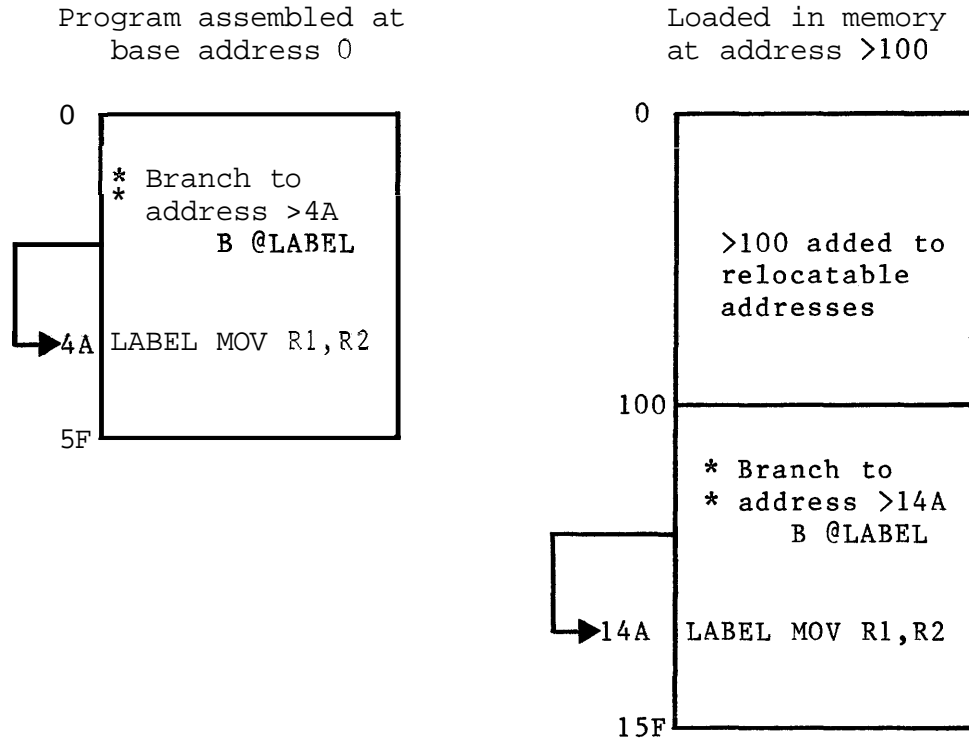 Program assembled at
base address 0
0
* Branch to
* address >4A
B @LABEL
4A LABEL MOV R1,R2
5F
Loaded in memory
at address >100
0
>100 added to
relocatable
addresses
100
* Branch to
* address >14A
B @LABEL
14A LABEL MOV R1,R2
15F